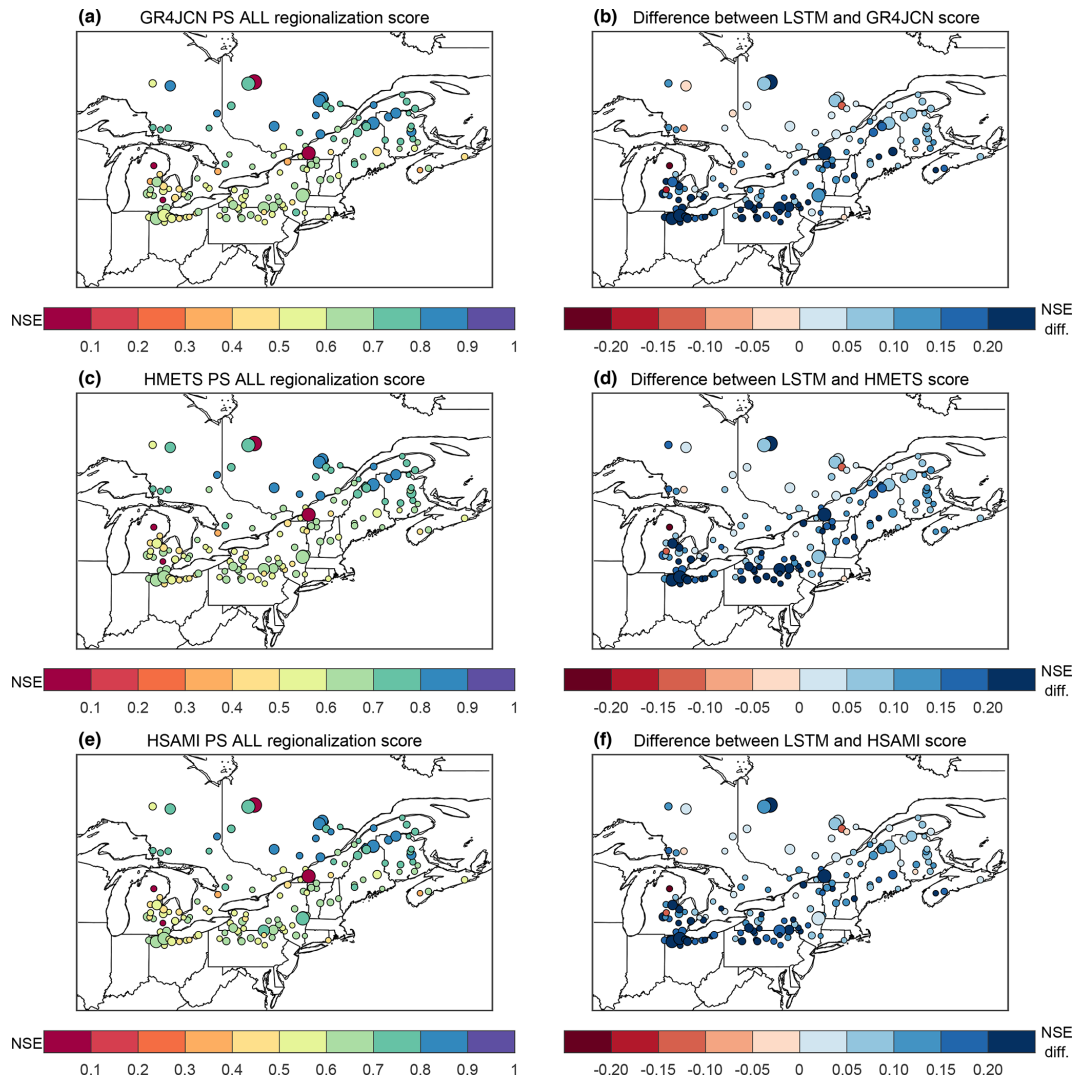 (a) GR4JCN PS ALL regionalization score
(b) Difference between LSTM and GR4JCN score
NSE
0.1 0.2 0.3 0.4 0.5 0.6 0.7 0.8 0.9 1
NSE
diff.
-0.20 -0.15 -0.10 -0.05 0 0.05 0.10 0.15 0.20
(c) HMETS PS ALL regionalization score
(d) Difference between LSTM and HMETS score
NSE
0.1 0.2 0.3 0.4 0.5 0.6 0.7 0.8 0.9 1
NSE
diff.
-0.20 -0.15 -0.10 -0.05 0 0.05 0.10 0.15 0.20
(e) HSAMI PS ALL regionalization score
(f) Difference between LSTM and HSAMI score
NSE
0.1 0.2 0.3 0.4 0.5 0.6 0.7 0.8 0.9 1
NSE
diff.
-0.20 -0.15 -0.10 -0.05 0 0.05 0.10 0.15 0.20